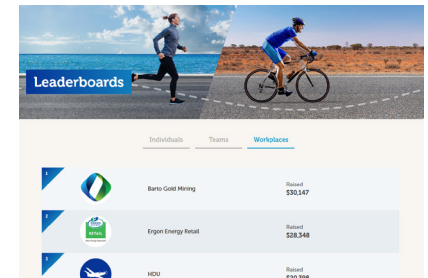 Leaderboards
Individuals Teams Workplaces
1
Barto Gold Mining
Raised
$30,147
2
RETAIL
Ergon Energy Retail
Raised
$28,348
3
HDU
Raised